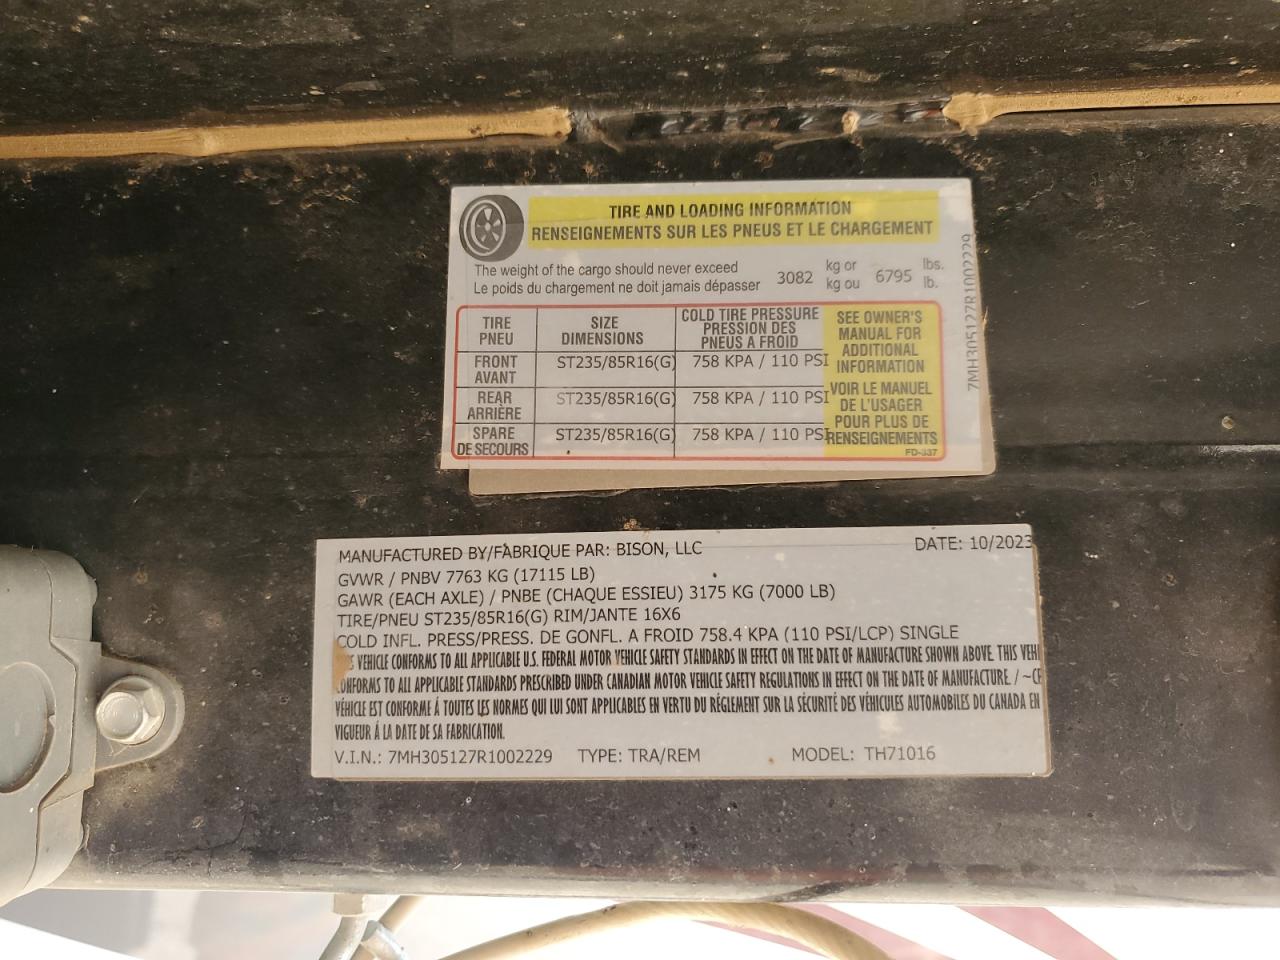 TIRE AND LOADING INFORMATION
RENSEIGNEMENTS SUR LES PNEUS ET LE CHARGEMENT
The weight of the cargo should never exceed 3082 kg or 6795 lbs.
Le poids du chargement ne doit jamais dépasser kg ou lb.
TIRE PNEU SIZE DIMENSIONS COLD TIRE PRESSURE PRESSION DES PNEUS A FROID
FRONT AVANT ST235/85R16(G) 758 KPA / 110 PSI
REAR ARRIÈRE ST235/85R16(G) 758 KPA / 110 PSI
SPARE DE SECOURS ST235/85R16(G) 758 KPA / 110 PSI
SEE OWNER'S
MANUAL FOR
ADDITIONAL
INFORMATION
VOIR LE MANUEL
DE L'USAGER
POUR PLUS DE
RENSEIGNEMENTS
FD-337
7MH305127R1002229
MANUFACTURED BY/FABRIQUE PAR: BISON, LLC DATE: 10/2023
GVWR / PNBV 7763 KG (17115 LB)
GAWR (EACH AXLE) / PNBE (CHAQUE ESSIEU) 3175 KG (7000 LB)
TIRE/PNEU ST235/85R16(G) RIM/JANTE 16X6
COLD INFL. PRESS/PRESS. DE GONFL. A FROID 758.4 KPA (110 PSI/LCP) SINGLE
VEHICLE CONFORMS TO ALL APPLICABLE U.S. FEDERAL MOTOR VEHICLE SAFETY STANDARDS IN EFFECT ON THE DATE OF MANUFACTURE SHOWN ABOVE. THIS VEHI
CONFORMS TO ALL APPLICABLE STANDARDS PRESCRIBED UNDER CANADIAN MOTOR VEHICLE SAFETY REGULATIONS IN EFFECT ON THE DATE OF MANUFACTURE. / ~CE
VÉHICLE EST CONFORME À TOUTES LES NORMES QUI LUI SONT APPLICABLES EN VERTU DU RÉGLEMENT SUR LA SÉCURITÉ DES VÉHICULES AUTOMOBILES DU CANADA EN
VIGUEUR Á LA DATE DE SA FABRICATION.
V.I.N.: 7MH305127R1002229 TYPE: TRA/REM MODEL: TH71016